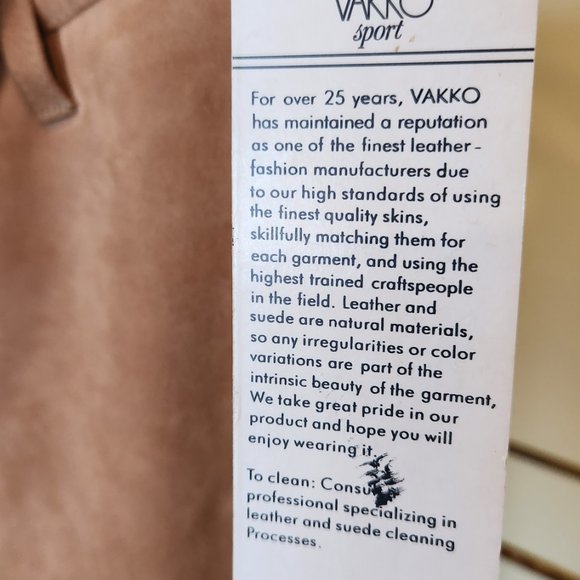 VAKKO
sport
For over 25 years, VAKKO
has maintained a reputation
as one of the finest leather-
fashion manufacturers due
to our high standards of using
the finest quality skins,
skillfully matching them for
each garment, and using the
highest trained craftspeople
in the field. Leather and
suede are natural materials,
so any irregularities or color
variations are part of the
intrinsic beauty of the garment,
We take great pride in our
product and hope you will
enjoy wearing it.
To clean:
professional specializing in
leather and suede cleaning
Processes.